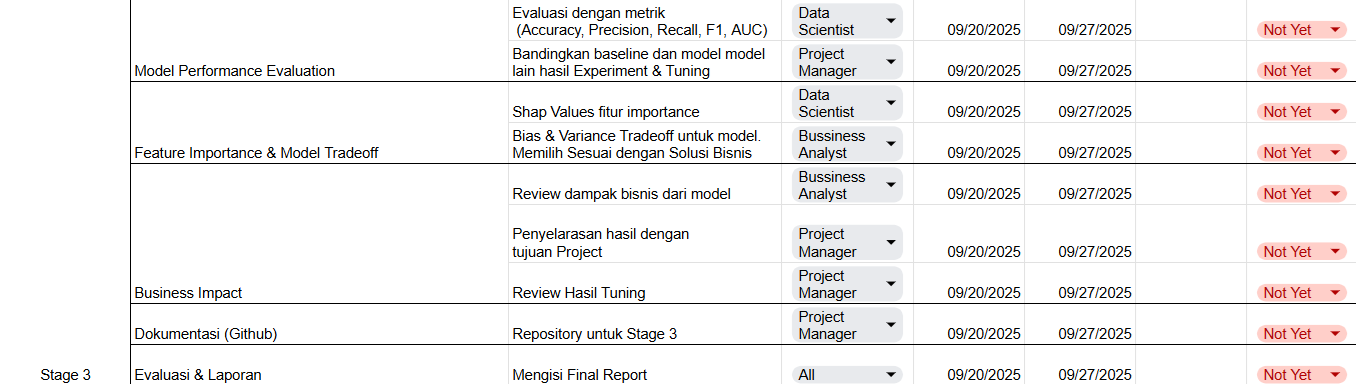 Evaluasi dengan metrik
(Accuracy, Precision, Recall, F1, AUC)
Data
Scientist
09/20/2025
09/27/2025
Not Yet
Model Performance Evaluation
Bandingkan baseline dan model model
lain hasil Experiment & Tuning
Project
Manager
09/20/2025
09/27/2025
Not Yet
Shap Values fitur importance
Data
Scientist
09/20/2025
09/27/2025
Not Yet
Feature Importance & Model Tradeoff
Bias & Variance Tradeoff untuk model.
Memilih Sesuai dengan Solusi Bisnis
Bussiness
Analyst
09/20/2025
09/27/2025
Not Yet
Review dampak bisnis dari model
Bussiness
Analyst
09/20/2025
09/27/2025
Not Yet
Penyelarasan hasil dengan
tujuan Project
Project
Manager
09/20/2025
09/27/2025
Not Yet
Business Impact
Review Hasil Tuning
Project
Manager
09/20/2025
09/27/2025
Not Yet
Dokumentasi (Github)
Repository untuk Stage 3
Project
Manager
09/20/2025
09/27/2025
Not Yet
Stage 3
Evaluasi & Laporan
Mengisi Final Report
All
09/20/2025
09/27/2025
Not Yet